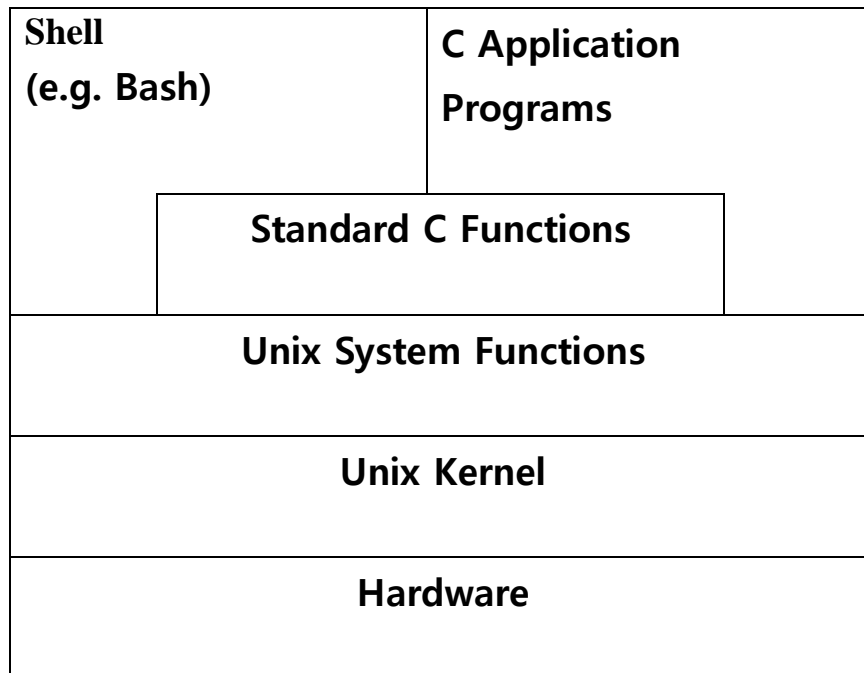 Shell
(e.g. Bash)
C Application
Programs
Standard C Functions
Unix System Functions
Unix Kernel
Hardware